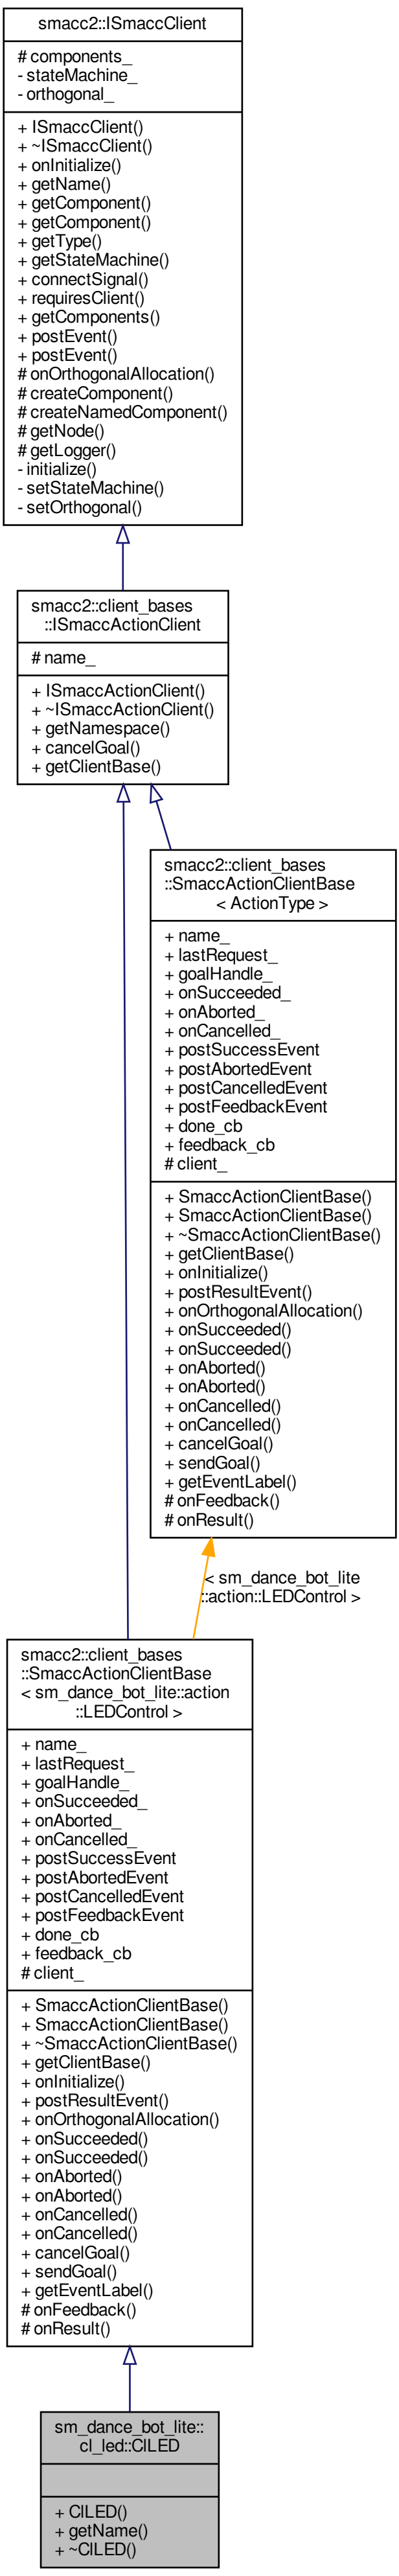 smacc2::ISmaccClient
# components_
- stateMachine_
- orthogonal_
+ ISmaccClient()
+ ~ISmaccClient()
+ onInitialize()
+ getName()
+ getComponent()
+ getComponent()
+ getType()
+ getStateMachine()
+ connectSignal()
+ requiresClient()
+ getComponents()
+ postEvent()
+ postEvent()
# onOrthogonalAllocation()
# createComponent()
# createNamedComponent()
# getNode()
# getLogger()
- initialize()
- setStateMachine()
- setOrthogonal()
smacc2::client_bases
::ISmaccActionClient
# name_
+ ISmaccActionClient()
+ ~ISmaccActionClient()
+ getNamespace()
+ cancelGoal()
+ getClientBase()
smacc2::client_bases
::SmaccActionClientBase
< ActionType >
+ name_
+ lastRequest_
+ goalHandle_
+ onSucceeded_
+ onAborted_
+ onCancelled_
+ postSuccessEvent
+ postAbortedEvent
+ postCancelledEvent
+ postFeedbackEvent
+ done_cb
+ feedback_cb
# client_
+ SmaccActionClientBase()
+ SmaccActionClientBase()
+ ~SmaccActionClientBase()
+ getClientBase()
+ onInitialize()
+ postResultEvent()
+ onOrthogonalAllocation()
+ onSucceeded()
+ onSucceeded()
+ onAborted()
+ onAborted()
+ onCancelled()
+ onCancelled()
+ cancelGoal()
+ sendGoal()
+ getEventLabel()
# onFeedback()
# onResult()
< sm_dance_bot_lite
::action::LEDControl >
smacc2::client_bases
::SmaccActionClientBase
< sm_dance_bot_lite::action
::LEDControl >
+ name_
+ lastRequest_
+ goalHandle_
+ onSucceeded_
+ onAborted_
+ onCancelled_
+ postSuccessEvent
+ postAbortedEvent
+ postCancelledEvent
+ postFeedbackEvent
+ done_cb
+ feedback_cb
# client_
+ SmaccActionClientBase()
+ SmaccActionClientBase()
+ ~SmaccActionClientBase()
+ getClientBase()
+ onInitialize()
+ postResultEvent()
+ onOrthogonalAllocation()
+ onSucceeded()
+ onSucceeded()
+ onAborted()
+ onAborted()
+ onCancelled()
+ onCancelled()
+ cancelGoal()
+ sendGoal()
+ getEventLabel()
# onFeedback()
# onResult()
sm_dance_bot_lite::
cl_led::ClLED
+ ClLED()
+ getName()
+ ~ClLED()